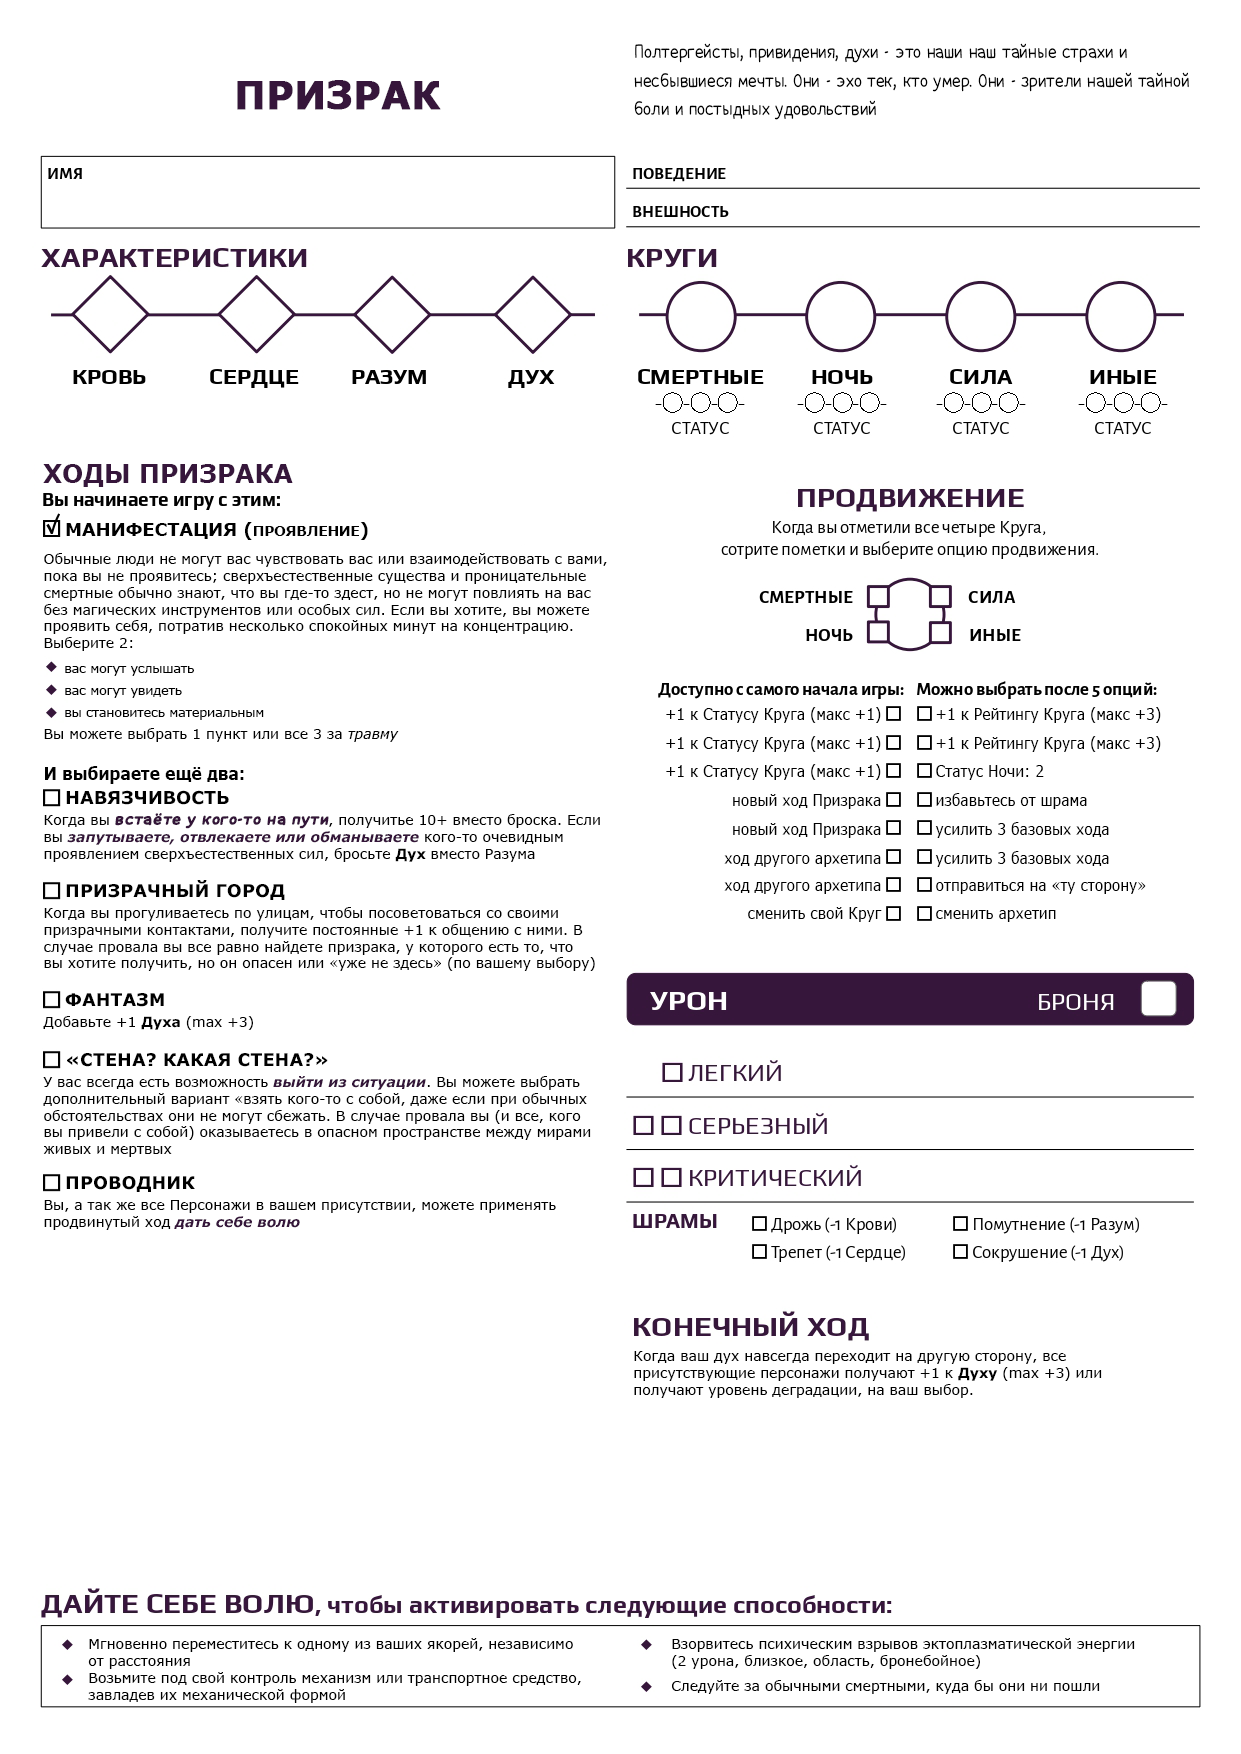 ПРИЗРАК
Полтергейсты, привидения, духи - это наши наш тайные страхи и
несбывшиеся мечты. Они - эхо тек, кто умер. Они - зрители нашей тайной
боли и постыдных удовольствий
ИМЯ
ПОВЕДЕНИЕ
ВНЕШНОСТЬ
ХАРАКТЕРИСТИКИ
КРОВЬ СЕРДЦЕ РАЗУМ ДУХ
КРУГИ
СМЕРТНЫЕ НОЧЬ СИЛА ИНЫЕ
СТАТУС СТАТУС СТАТУС СТАТУС
ХОДЫ ПРИЗРАКА
Вы начинаете игру с этим:
МАНИФЕСТАЦИЯ (ПРОЯВЛЕНИЕ)
Обычные люди не могут вас чувствовать вас или взаимодействовать с вами,
пока вы не проявитесь; сверхъестественные существа и проницательные
смертные обычно знают, что вы где-то здест, но не могут повлиять на вас
без магических инструментов или особых сил. Если вы хотите, вы можете
проявить себя, потратив несколько спокойных минут на концентрацию.
Выберите 2:
◆ вас могут услышать
◆ вас могут увидеть
◆ вы становитесь материальным
Вы можете выбрать 1 пункт или все 3 за травму
И выбираете ещё два:
НАВЯЗЧИВОСТЬ
Когда вы встаёте у кого-то на пути, получитье 10+ вместо броска. Если
вы запутываете, отвлекаете или обманываете кого-то очевидным
проявлением сверхъестественных сил, бросьте Дух вместо Разума
ПРИЗРАЧНЫЙ ГОРОД
Когда вы прогуливаетесь по улицам, чтобы посоветоваться со своими
призрачными контактами, получите постоянные +1 к общению с ними. В
случае провала вы все равно найдете призрака, у которого есть то, что
вы хотите получить, но он опасен или «уже не здесь» (по вашему выбору)
ФАНТАЗМ
Добавьте +1 Духа (max +3)
«СТЕНА? КАКАЯ СТЕНА?»
У вас всегда есть возможность выйти из ситуации. Вы можете выбрать
дополнительный вариант «взять кого-то с собой, даже если при обычных
обстоятельствах они не могут сбежать. В случае провала вы (и все, кого
вы привели с собой) оказываетесь в опасном пространстве между мирами
живых и мертвых
ПРОВОДНИК
Вы, а так же все Персонажи в вашем присутствии, можете применять
продвинутый ход дать себе волю
ПРОДВИЖЕНИЕ
Когда вы отметили все четыре Круга,
сотрите пометки и выберите опцию продвижения.
СМЕРТНЫЕ СИЛА
НОЧЬ ИНЫЕ
Доступно с самого начала игры: Можно выбрать после 5 опций:
+1 к Статусу Круга (макс +1) +1 к Рейтингу Круга (макс +3)
+1 к Статусу Круга (макс +1) +1 к Рейтингу Круга (макс +3)
+1 к Статусу Круга (макс +1) Статус Ночи: 2
новый ход Призрака избавьтесь от шрама
новый ход Призрака усилить 3 базовых хода
ход другого архетипа усилить 3 базовых хода
ход другого архетипа отправиться на «ту сторону»
сменить свой Круг сменить архетип
УРОН БРОНЯ
ЛЕГКИЙ
СЕРЬЕЗНЫЙ
КРИТИЧЕСКИЙ
ШРАМЫ Дрожь (-1 Крови) Помутнение (-1 Разум)
Трепет (-1 Сердце) Сокрушение (-1 Дух)
КОНЕЧНЫЙ ХОД
Когда ваш дух навсегда переходит на другую сторону, все
присутствующие персонажи получают +1 к Духу (max +3) или
получают уровень деградации, на ваш выбор.
ДАЙТЕ СЕБЕ ВОЛЮ, чтобы активировать следующие способности:
◆ Мгновенно переместитесь к одному из ваших якорей, независимо
от расстояния
◆ Возьмите под свой контроль механизм или транспортное средство,
завладев их механической формой
◆ Взорвитесь психическим взрывов эктоплазматической энергии
(2 урона, близкое, область, бронебойное)
◆ Следуйте за обычными смертными, куда бы они ни пошли